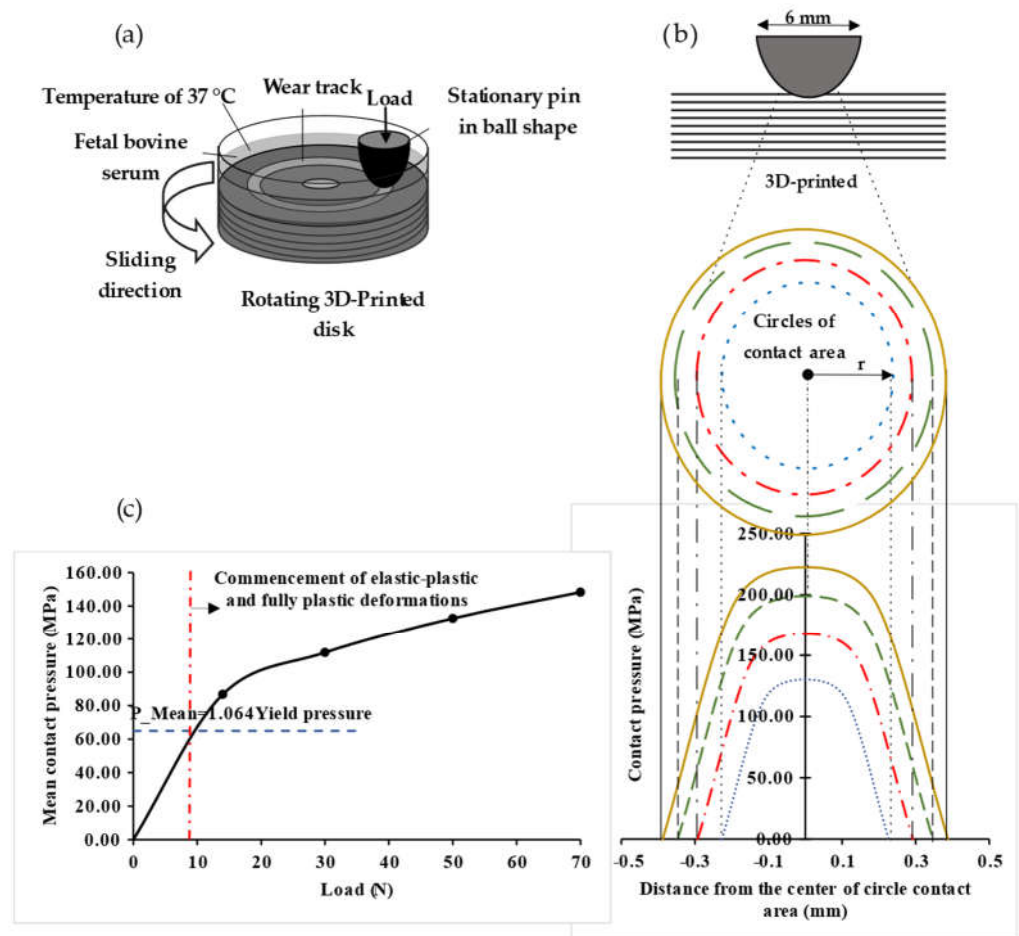 (a)
Temperature of 37 °C
Wear track
Load
Stationary pin
in ball shape
Fetal bovine
serum
Sliding
direction
Rotating 3D-Printed
disk
(b)
6 mm
3D-printed
Circles of
contact area
r
250.00
200.00
150.00
100.00
50.00
0.00
Contact pressure (MPa)
-0.5
-0.3
-0.1
0.1
0.3
0.5
Distance from the center of circle contact
area (mm)
(c)
160.00
140.00
120.00
100.00
80.00
60.00
40.00
20.00
0.00
Mean contact pressure (MPa)
Commencement of elastic-plastic
and fully plastic deformations
P_Mean=1.064Yield pressure
0
10
20
30
40
50
60
70
Load (N)